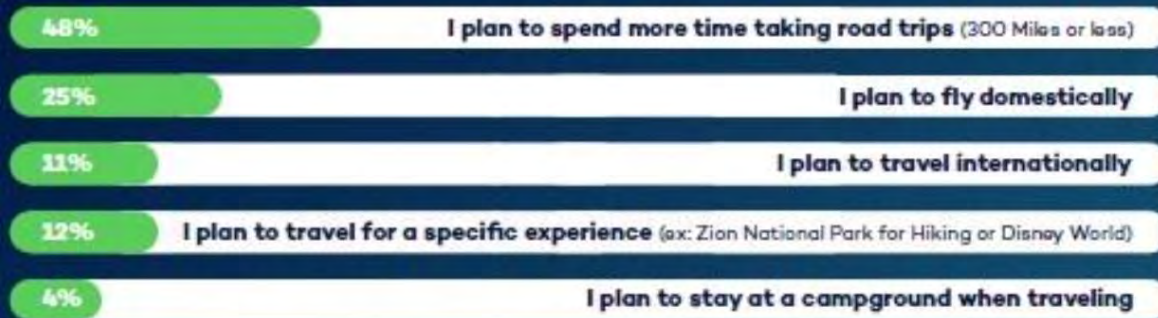 48% I plan to spend more time taking road trips (300 Miles or less)
25% I plan to fly domestically
11% I plan to travel internationally
12% I plan to travel for a specific experience (ex: Zion National Park for Hiking or Disney World)
4% I plan to stay at a campground when traveling